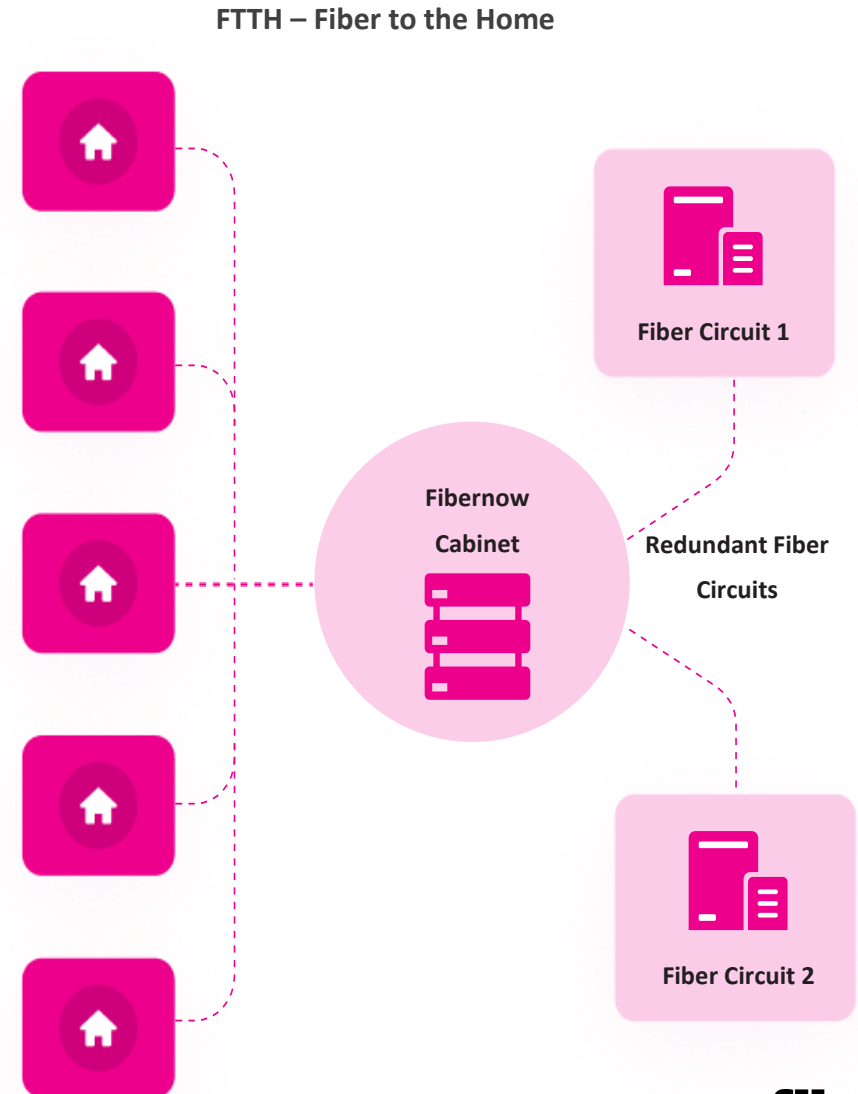 FTTH – Fiber to the Home
Fiber Circuit 1
Fibernow
Cabinet
Redundant Fiber
Circuits
Fiber Circuit 2